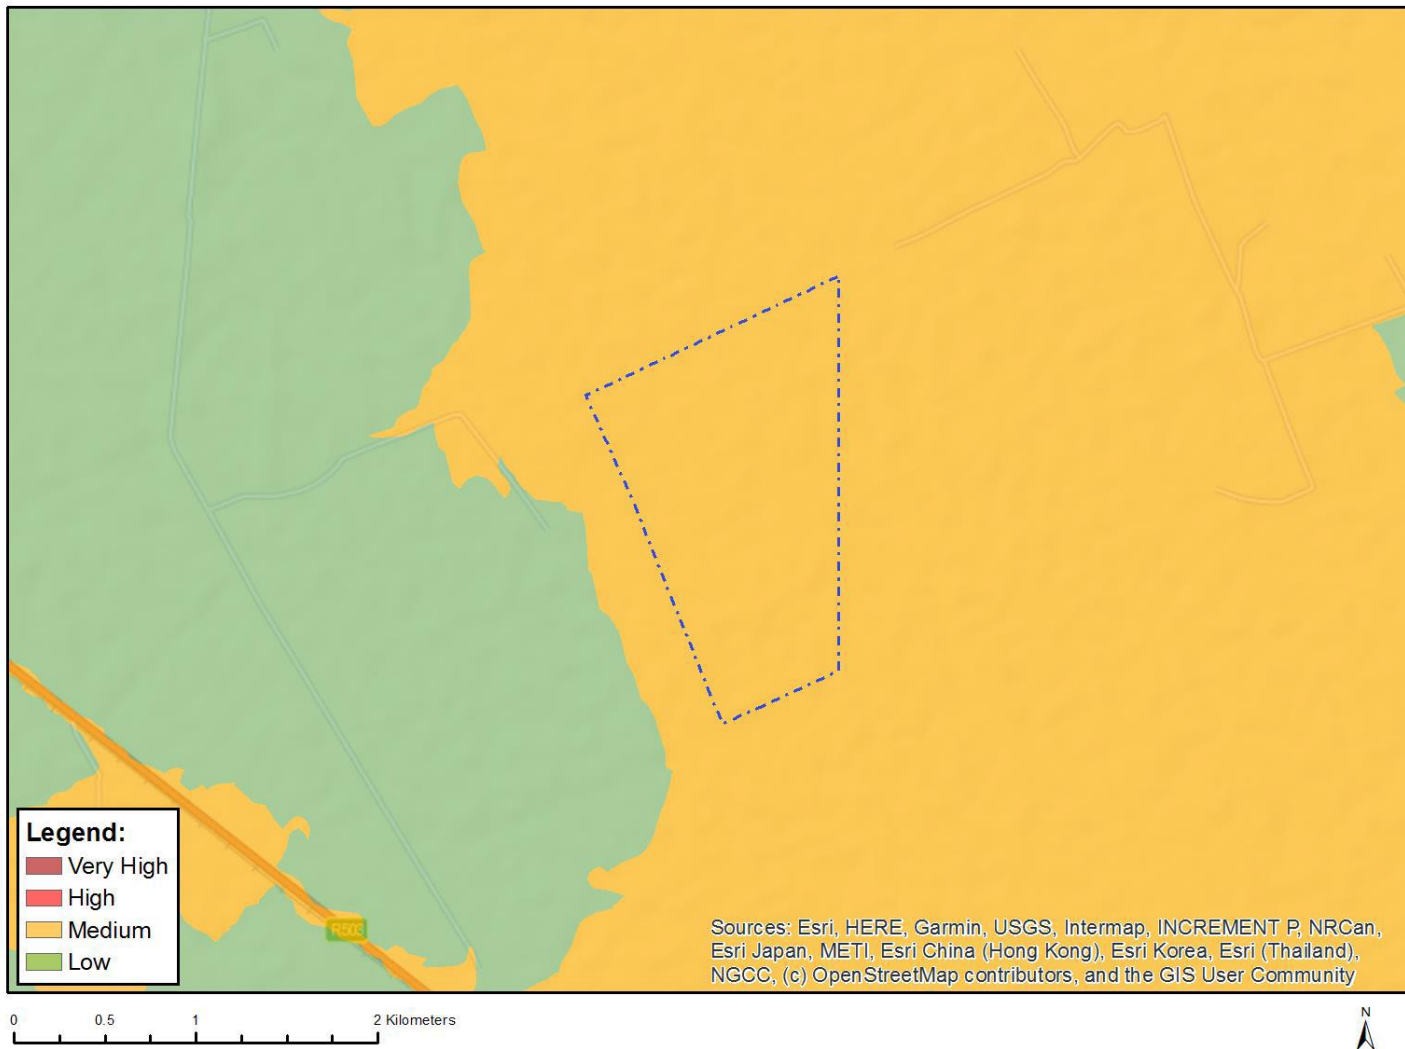 R503
Legend:
Very High
High
Medium
Low
Sources: Esri, HERE, Garmin, USGS, Intermap, INCREMENT P, NRCan,
Esri Japan, METI, Esri China (Hong Kong), Esri Korea, Esri (Thailand),
NGCC, (c) OpenStreetMap contributors, and the GIS User Community
0 0.5 1 2 Kilometers
N